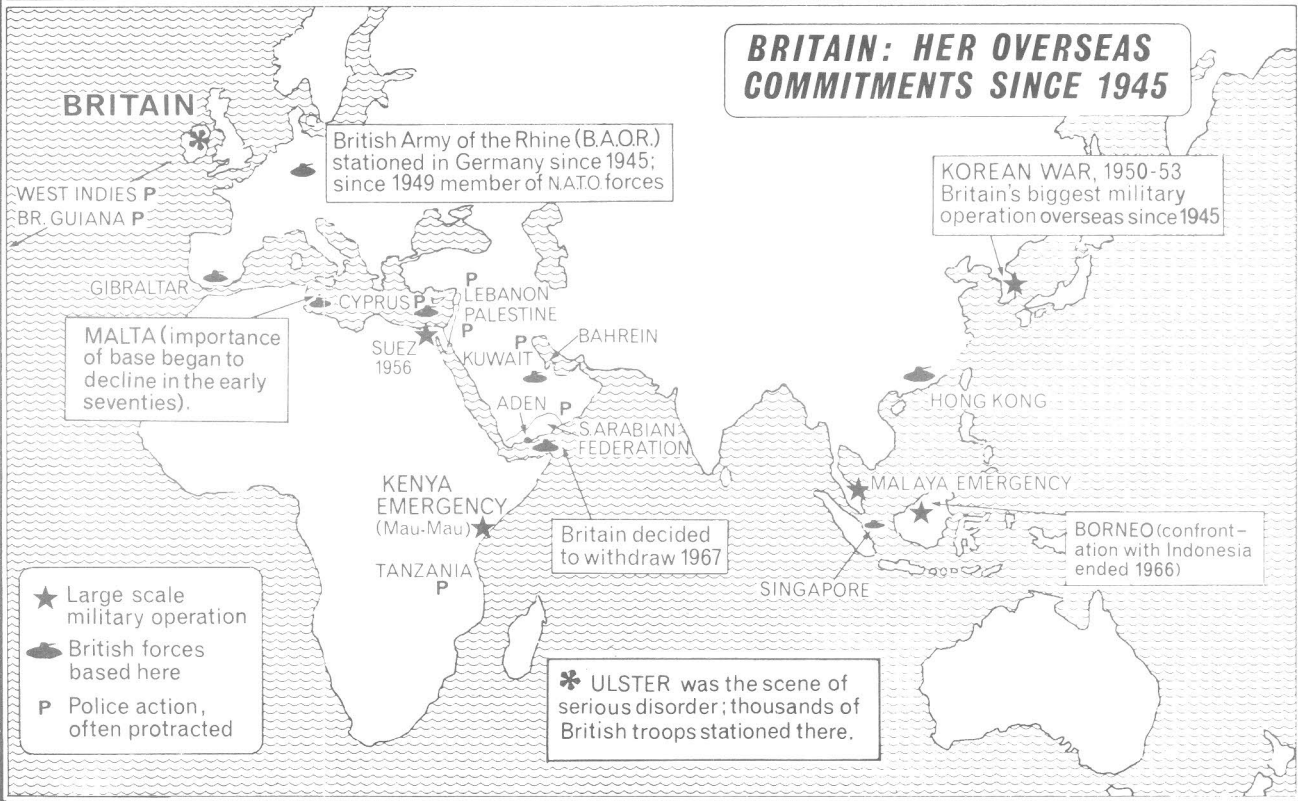 BRITAIN: HER OVERSEAS
COMMITMENTS SINCE 1945
BRITAIN
British Army of the Rhine (B.A.O.R.)
stationed in Germany since 1945;
since 1949 member of N.A.T.O forces
KOREAN WAR, 1950-53
Britain's biggest military
operation overseas since 1945
WEST INDIES P
BR. GUIANA P
GIBRALTAR
CYPRUS P
P
LEBANON
PALESTINE
P
MALTA (importance
of base began to
decline in the early
seventies).
SUEZ
1956
P
KUWAIT
BAHREIN
HONG KONG
ADEN
P
S.ARABIAN
FEDERATION
KENYA
EMERGENCY
(Mau-Mau)
MALAYA EMERGENCY
Britain decided
to withdraw 1967
BORNEO (confront-
ation with Indonesia
ended 1966)
TANZANIA
P
SINGAPORE
Large scale
military operation
British forces
based here
P Police action,
often protracted
* ULSTER was the scene of
serious disorder; thousands of
British troops stationed there.